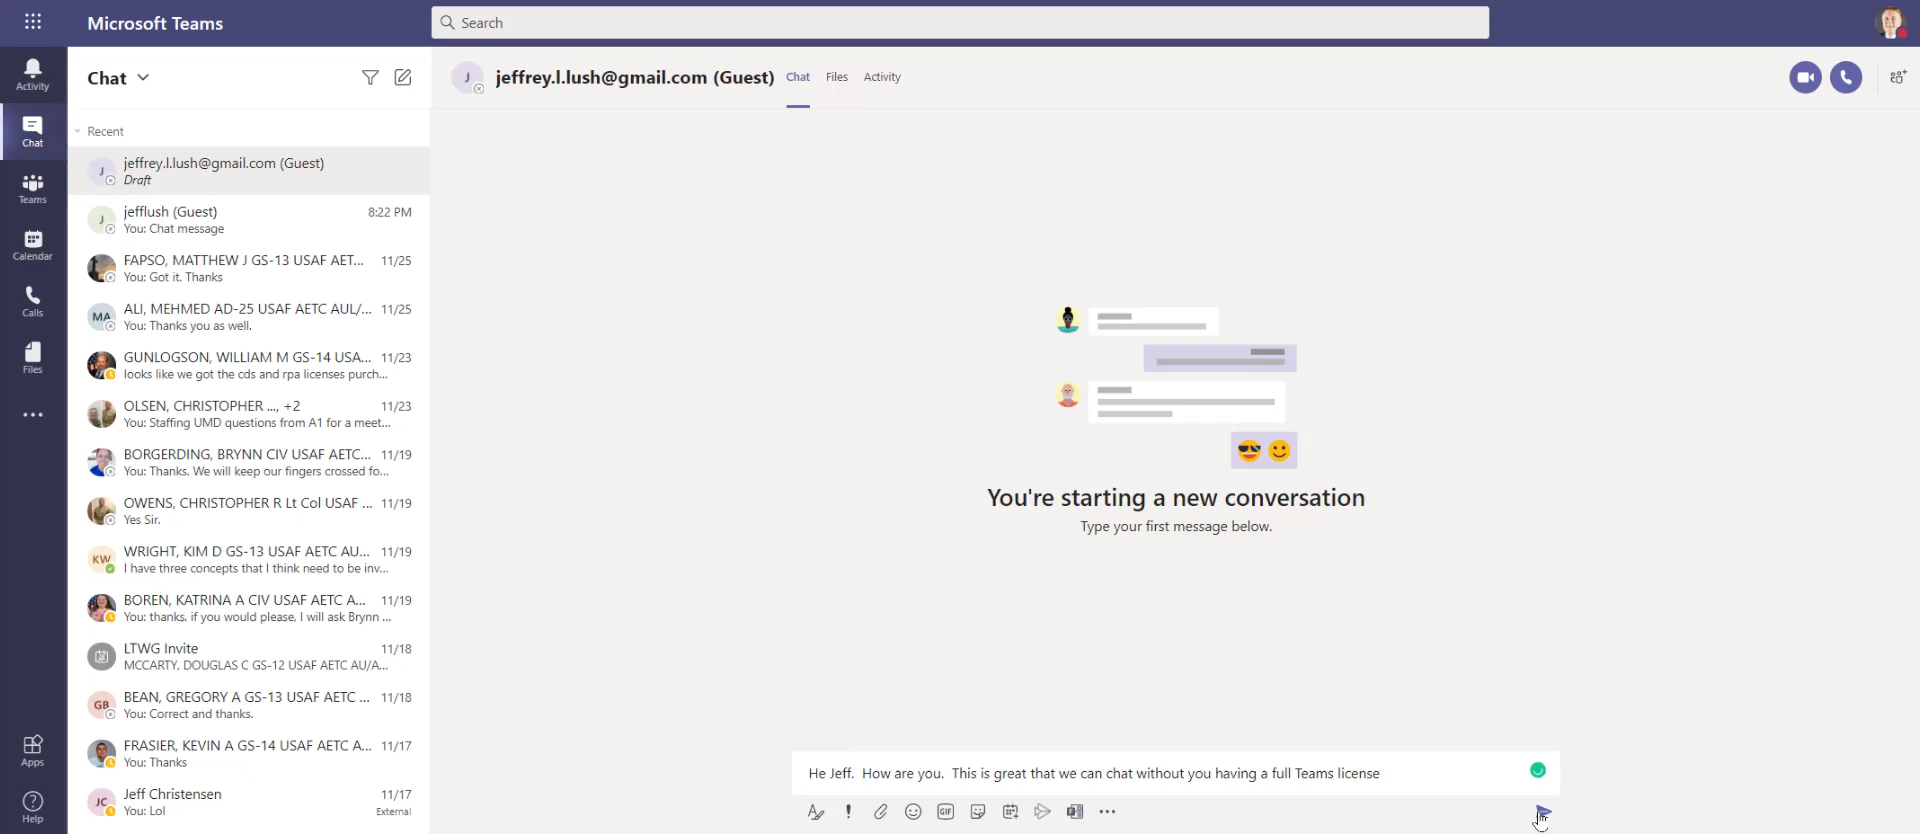 Microsoft Teams
Search
Activity
Chat
Teams
Calendar
Calls
Files
Apps
Help
Chat
Recent
jeffrey.l.lush@gmail.com (Guest)
Draft
jefflush (Guest) 8:22 PM
You: Chat message
FAPSO, MATTHEW J GS-13 USAF AET... 11/25
You: Got it. Thanks
ALI, MEHMED AD-25 USAF AETC AUL/... 11/25
You: Thanks you as well.
GUNLOGSON, WILLIAM M GS-14 USA... 11/23
looks like we got the cds and rpa licenses purch...
OLSEN, CHRISTOPHER ..., +2 11/23
You: Staffing UMD questions from A1 for a meet...
BORGERDING, BRYNN CIV USAF AETC... 11/19
You: Thanks. We will keep our fingers crossed fo...
OWENS, CHRISTOPHER R Lt Col USAF ... 11/19
Yes Sir.
WRIGHT, KIM D GS-13 USAF AETC AU... 11/19
I have three concepts that I think need to be inv...
BOREN, KATRINA A CIV USAF AETC A... 11/19
You: thanks. if you would please, I will ask Brynn ...
LTWG Invite 11/18
MCCARTY, DOUGLAS C GS-12 USAF AETC AU/A...
BEAN, GREGORY A GS-13 USAF AETC ... 11/18
You: Correct and thanks.
FRASIER, KEVIN A GS-14 USAF AETC A... 11/17
You: Thanks
Jeff Christensen 11/17
You: Lol External
J
J
MA
KW
GB
JC
J
jeffrey.l.lush@gmail.com (Guest) Chat Files Activity
You're starting a new conversation
Type your first message below.
He Jeff.  How are you.  This is great that we can chat without you having a full Teams license
GIF